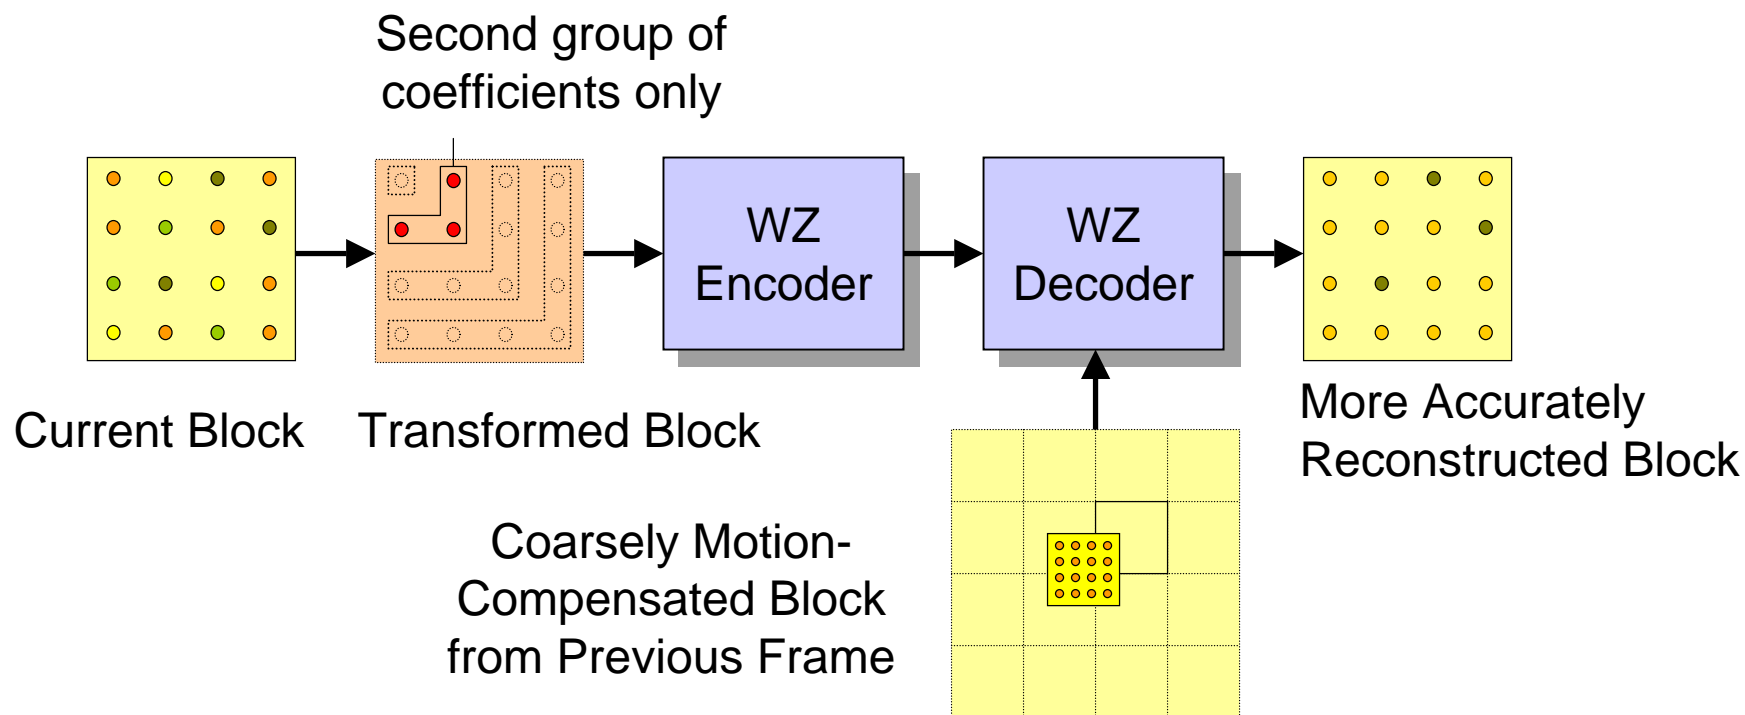 Second group of
coefficients only
WZ
Encoder
WZ
Decoder
Current Block
Transformed Block
More Accurately
Reconstructed Block
Coarsely Motion-
Compensated Block
from Previous Frame